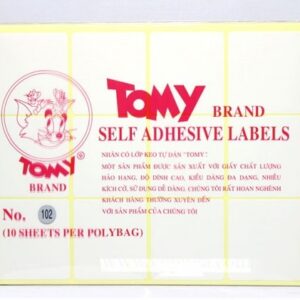 TOMY
BRAND
TOMY BRAND
SELF ADHESIVE LABELS
NHÃN CÓ LỚP KEO TỰ DÁN "TOMY".
MỘT SẢN PHẨM ĐƯỢC SẢN XUẤT VỚI GIẤY CHẤT LƯỢNG
HẢO HẠNG, ĐỘ DÍNH CAO, KIỂU DÁNG ĐA DẠNG, NHIỀU
KÍCH CỠ, SỬ DỤNG DỄ DÀNG. CHÚNG TÔI RẤT HOAN NGHÊNH
KHÁCH HÀNG THƯỜNG XUYÊN ĐẾN
VỚI SẢN PHẨM CỦA CHÚNG TÔI
No. 102
(10 SHEETS PER POLYBAG)